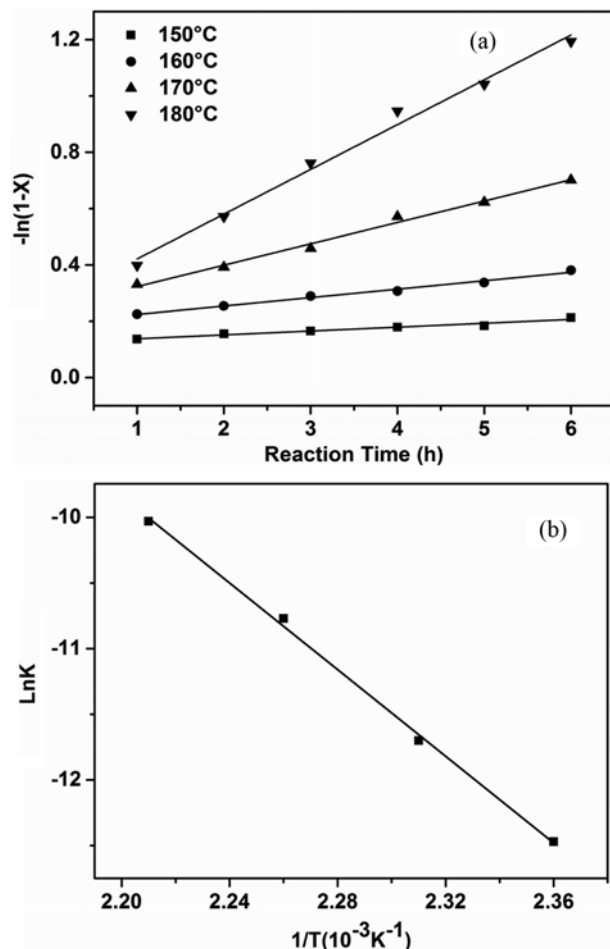 (a)
150°C
160°C
170°C
180°C
-ln(1-X)
1.2
0.8
0.4
0.0
1 2 3 4 5 6
Reaction Time (h)
(b)
LnK
-10
-11
-12
2.20 2.24 2.28 2.32 2.36
1/T(10⁻³K⁻¹)